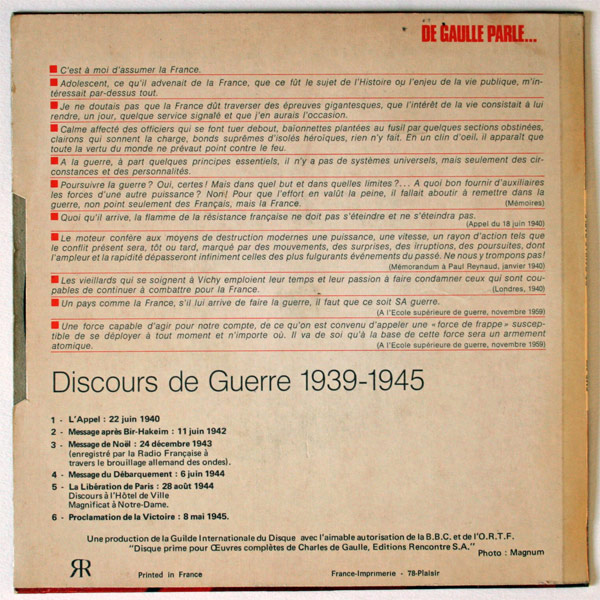 DE GAULLE PARLE...
■ C'est à moi d'assumer la France.
■ Adolescent, ce qu'il advenait de la France, que ce fût le sujet de l'Histoire ou l'enjeu de la vie publique, m'in-
téressait par-dessus tout.
■ Je ne doutais pas que la France dût traverser des épreuves gigantesques, que l'intérêt de la vie consistait à lui
rendre, un jour, quelque service signalé et que j'en aurais l'occasion.
■ Calme affecté des officiers qui se font tuer debout, baïonnettes plantées au fusil par quelques sections obstinées,
clairons qui sonnent la charge, bonds suprêmes d'isolés héroïques, rien n'y fait. En un clin d'oeil, il apparaît que
toute la vertu du monde ne prévaut point contre le feu.
■ A la guerre, à part quelques principes essentiels, il n'y a pas de systèmes universels, mais seulement des cir-
constances et des personnalités.
■ Poursuivre la guerre ? Oui, certes ! Mais dans quel but et dans quelles limites ?... A quoi bon fournir d'auxiliaires
les forces d'une autre puissance ? Non ! Pour que l'effort en valût la peine, il fallait aboutir à remettre dans la
guerre, non point seulement des Français, mais la France. (Mémoires)
■ Quoi qu'il arrive, la flamme de la résistance française ne doit pas s'éteindre et ne s'éteindra pas.
(Appel du 18 juin 1940)
■ Le moteur confère aux moyens de destruction modernes une puissance, une vitesse, un rayon d'action tels que
le conflit présent sera, tôt ou tard, marqué par des mouvements, des surprises, des irruptions, des poursuites, dont
l'ampleur et la rapidité dépasseront infiniment celles des plus fulgurants événements du passé. Ne nous y trompons pas!
(Mémorandum à Paul Reynaud, janvier 1940)
■ Les vieillards qui se soignent à Vichy emploient leur temps et leur passion à faire condamner ceux qui sont cou-
pables de continuer à combattre pour la France. (Londres, 1940)
■ Un pays comme la France, s'il lui arrive de faire la guerre, il faut que ce soit SA guerre.
(A l'Ecole supérieure de guerre, novembre 1959)
■ Une force capable d'agir pour notre compte, de ce qu'on est convenu d'appeler une «force de frappe» suscep-
tible de se déployer à tout moment et n'importe où. Il va de soi qu'à la base de cette force sera un armement
atomique. (A l'Ecole supérieure de guerre, novembre 1959)
Discours de Guerre 1939-1945
1 - L'Appel : 22 juin 1940
2 - Message après Bir-Hakeim : 11 juin 1942
3 - Message de Noël : 24 décembre 1943
(enregistré par la Radio Française à
travers le brouillage allemand des ondes).
4 - Message du Débarquement : 6 juin 1944
5 - La Libération de Paris : 28 août 1944
Discours à l'Hôtel de Ville
Magnificat à Notre-Dame.
6 - Proclamation de la Victoire : 8 mai 1945.
Une production de la Guilde Internationale du Disque avec l'aimable autorisation de la B.B.C. et de l'O.R.T.F.
"Disque prime pour Œuvres complètes de Charles de Gaulle, Editions Rencontre S.A."
Photo : Magnum
RR Printed in France France-Imprimerie - 78-Plaisir